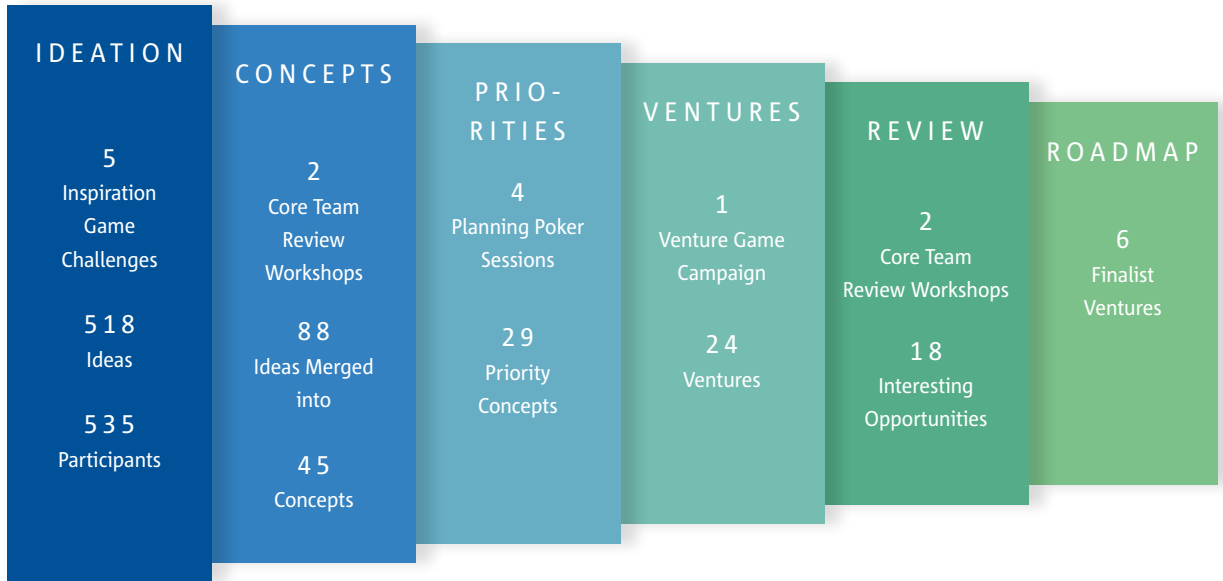 IDEATION
5
Inspiration
Game
Challenges
518
Ideas
535
Participants
CONCEPTS
2
Core Team
Review
Workshops
88
Ideas Merged
into
45
Concepts
PRIO-
RITIES
4
Planning Poker
Sessions
29
Priority
Concepts
VENTURES
1
Venture Game
Campaign
24
Ventures
REVIEW
2
Core Team
Review Workshops
18
Interesting
Opportunities
ROADMAP
6
Finalist
Ventures